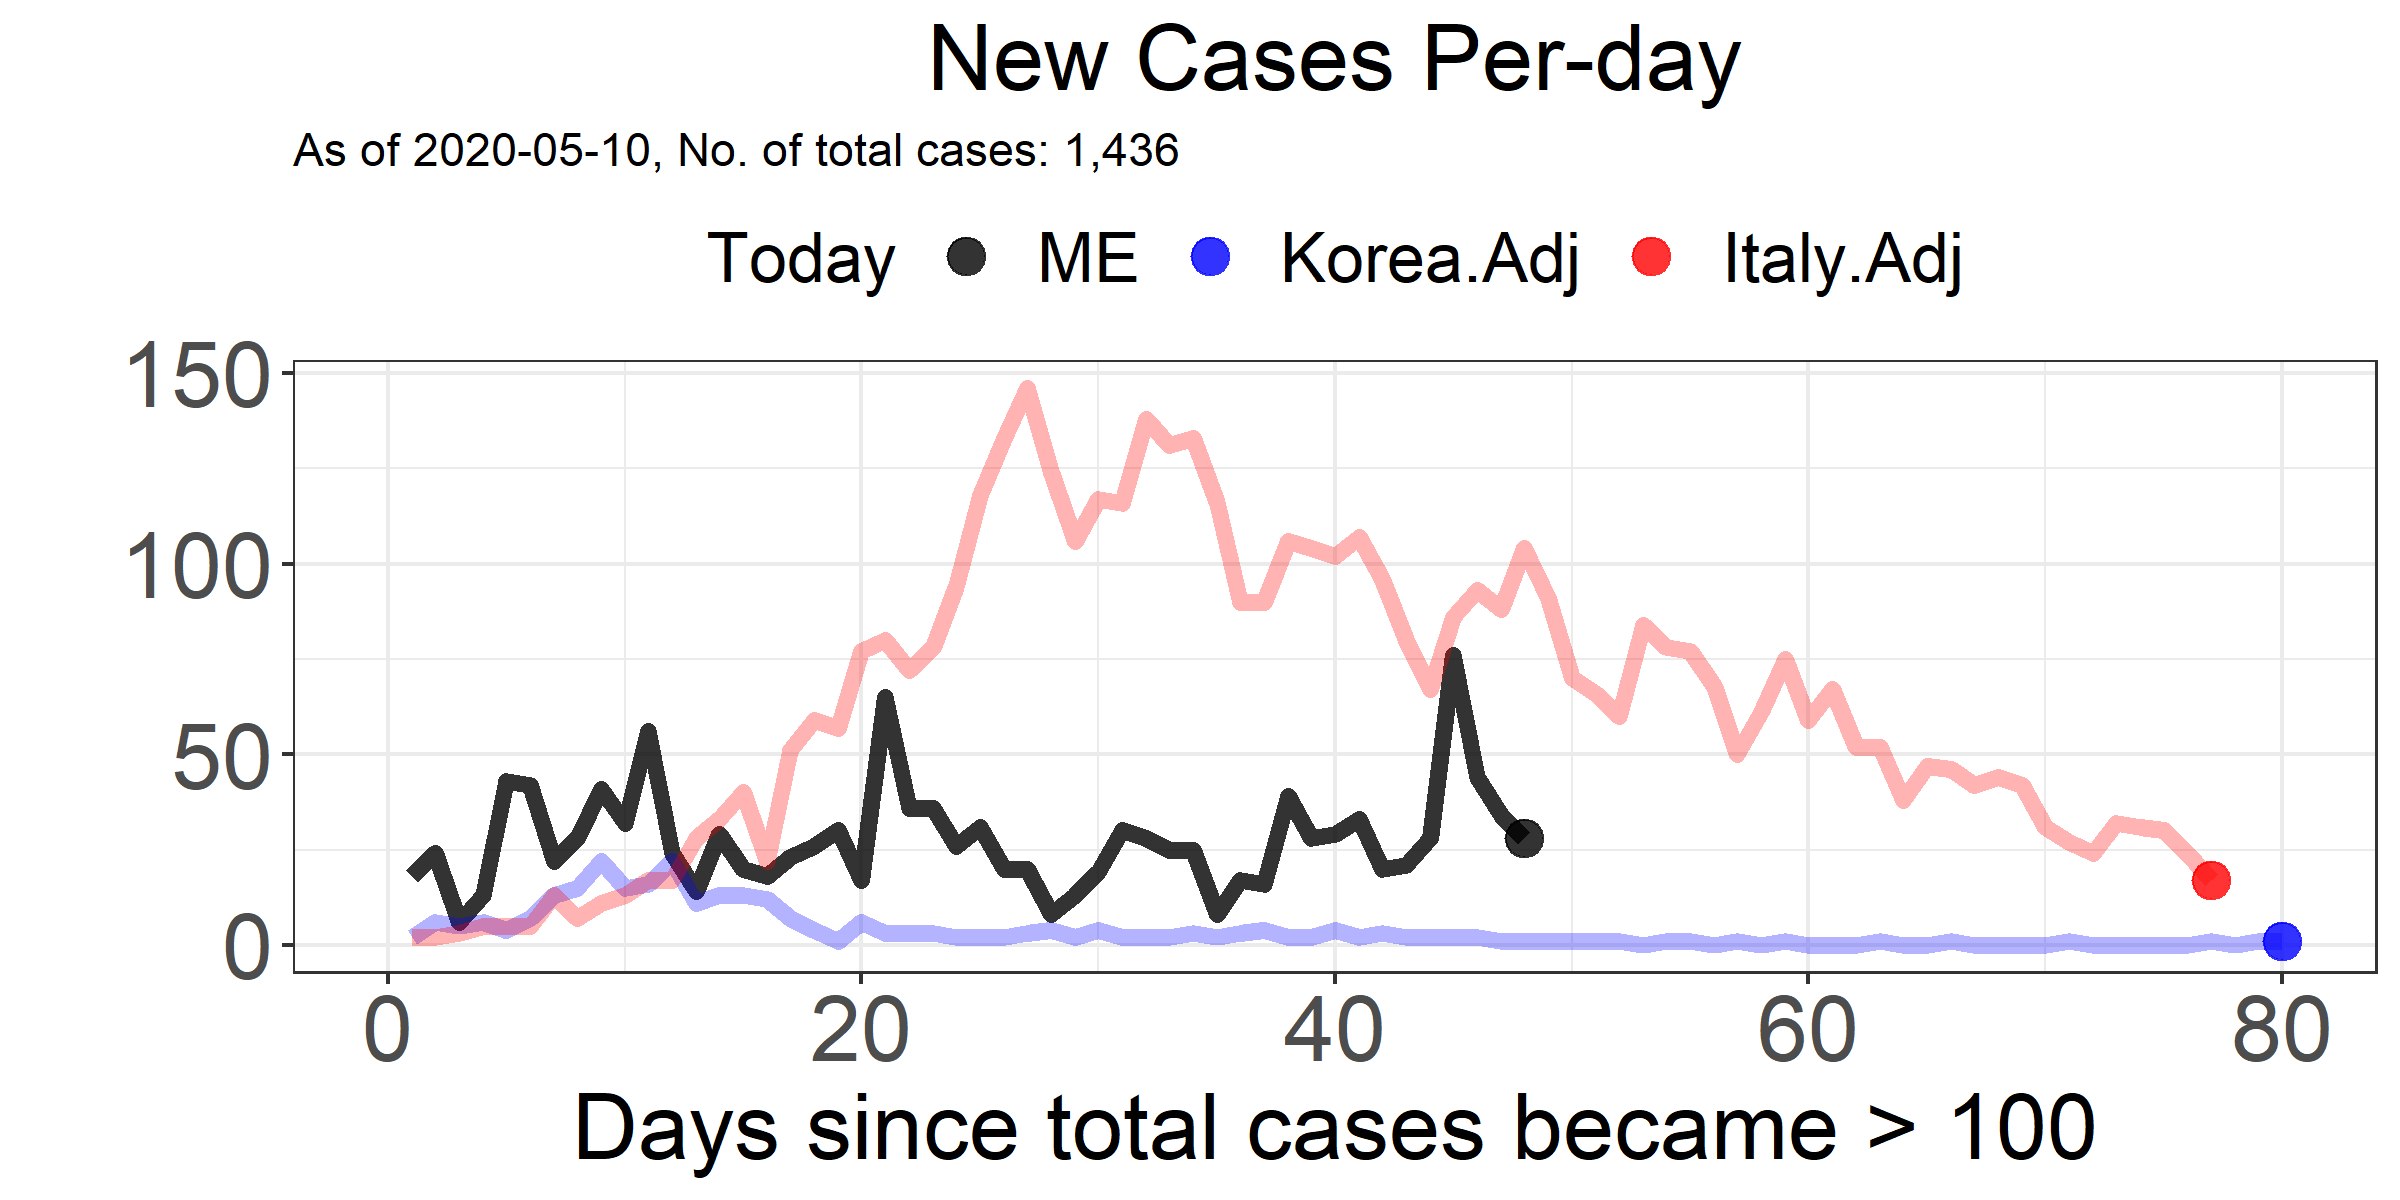 New Cases Per-day
As of 2020-05-10, No. of total cases: 1,436
Today ME Korea.Adj Italy.Adj
150
100
50
0
0 20 40 60 80
Days since total cases became > 100